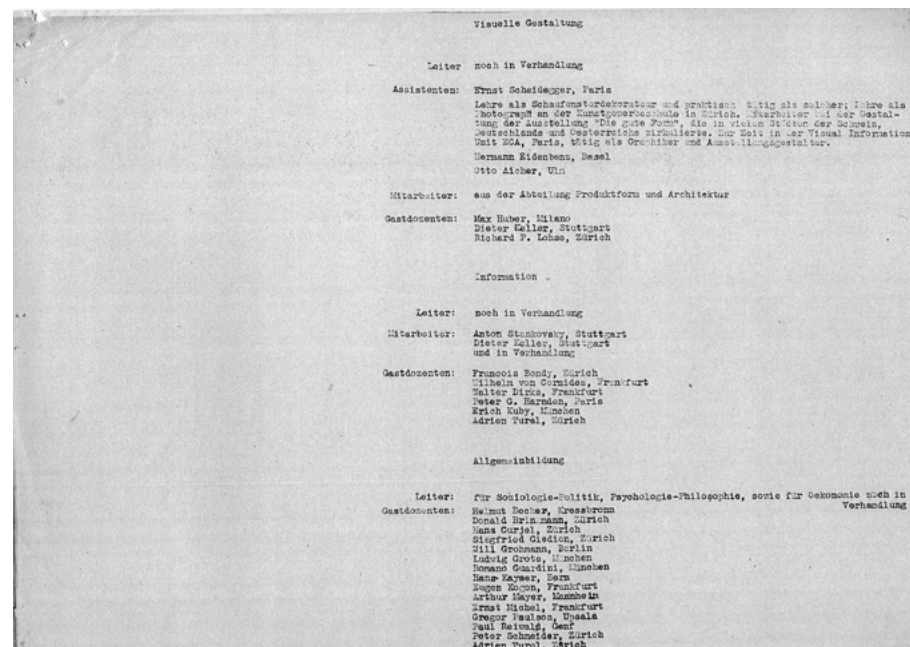 Visuelle Gestaltung
Leiter noch in Verhandlung
Assistenten: Ernst Scheidegger, Paris
Lehre als Schaufensterdekorateur und praktisch tätig als solcher; Lehre als
Photograph an der Kunstgewerbeschule in Zürich. Mitarbeiter bei der Gestal-
tung der Ausstellung "Die gute Form", die in vielen Städten der Schweiz,
Deutschlands und Oesterreichs zirkulierte. Zur Zeit in der Visual Information
Unit ECA, Paris, tätig als Graphiker und Ausstellungsgestalter.
Hermann Eidenbenz, Basel
Otto Aicher, Ulm
Mitarbeiter: aus der Abteilung Produktform und Architektur
Gastdozenten: Max Huber, Milano
Dieter Keller, Stuttgart
Richard P. Lohse, Zürich
Information
Leiter: noch in Verhandlung
Mitarbeiter: Anton Stankovsky, Stuttgart
Dieter Keller, Stuttgart
und in Verhandlung
Gastdozenten: Francois Bondy, Zürich
Wilhelm von Cornides, Frankfurt
Walter Dirks, Frankfurt
Peter G. Harnden, Paris
Erich Kuby, München
Adrien Turel, Zürich
Allgemeinbildung
Leiter: für Soziologie-Politik, Psychologie-Philosophie, sowie für Oekonomie noch in
Verhandlung
Gastdozenten: Helmut Becker, Kressbronn
Donald Brinkmann, Zürich
Hans Curjel, Zürich
Siegfried Giedion, Zürich
Will Grohmann, Berlin
Ludwig Grote, München
Romano Guardini, München
Hans Kayser, Bern
Eugen Kogon, Frankfurt
Arthur Mayer, Mannheim
Ernst Michel, Frankfurt
Gregor Paulson, Upsala
Paul Reiwald, Genf
Peter Schneider, Zürich
Adrien Turel, Zürich